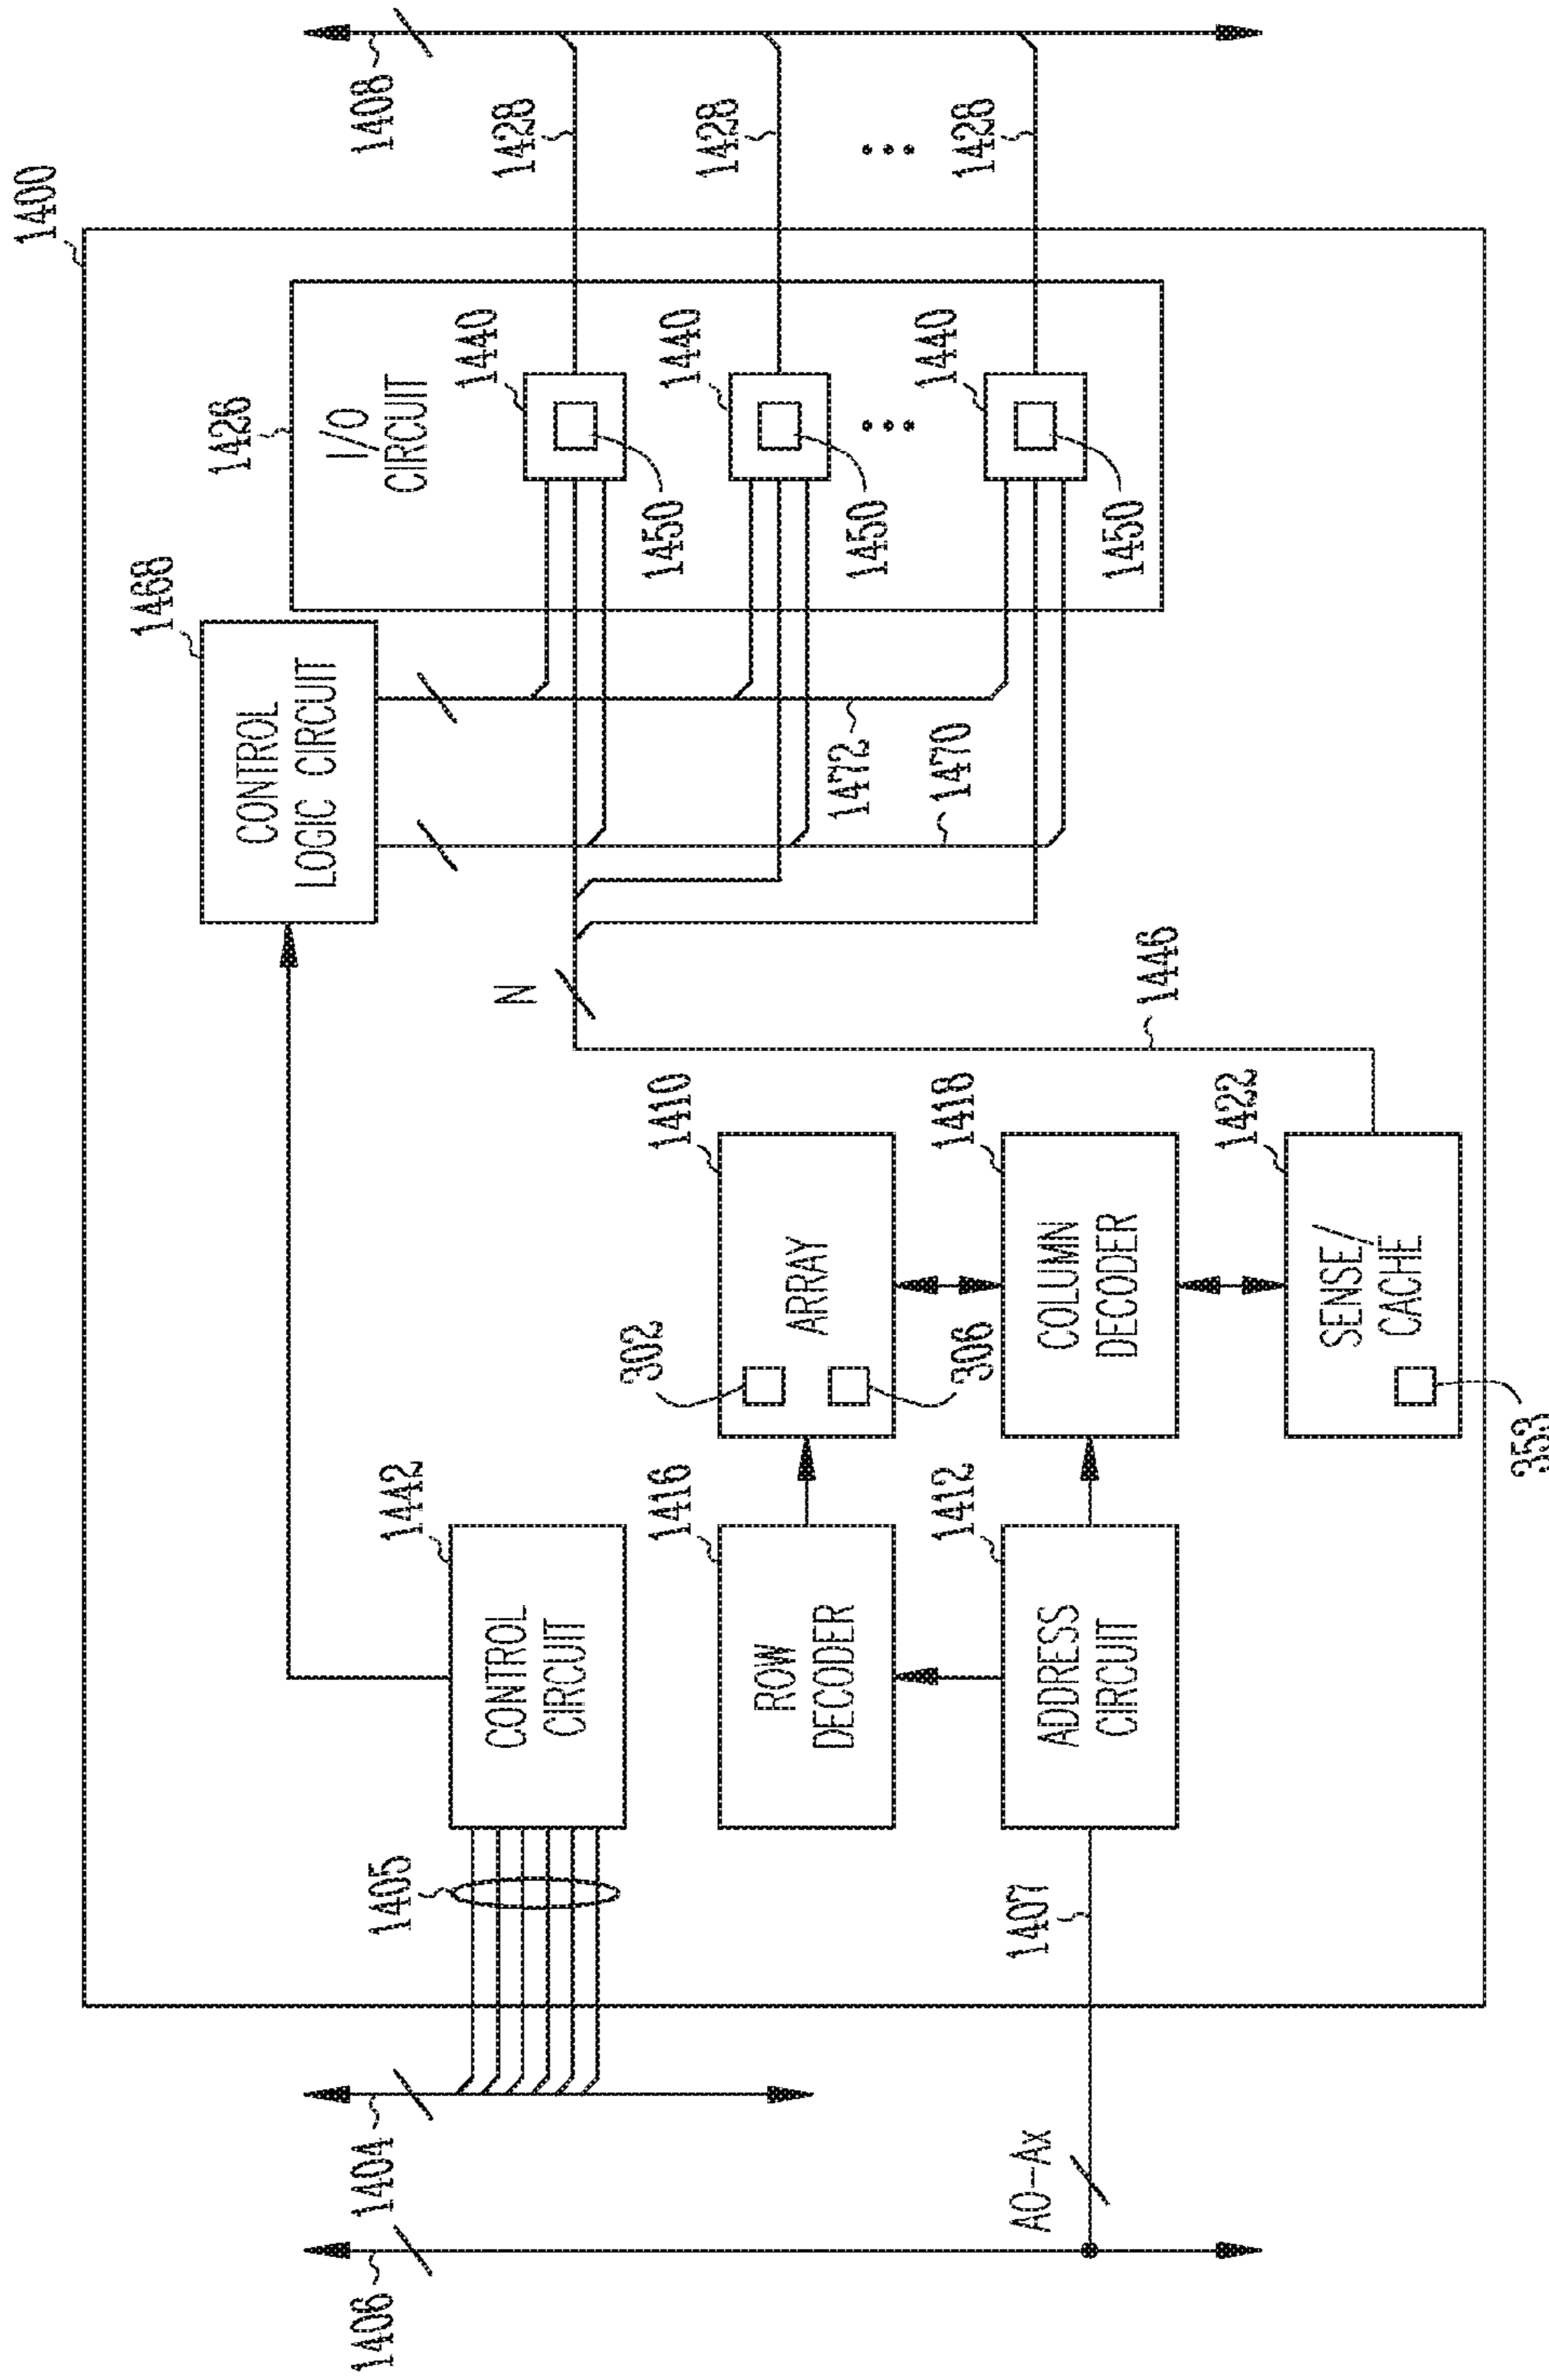 1400
1406
1404
1405
1442
CONTROL
CIRCUIT
1468
CONTROL
LOGIC CIRCUIT
1426
I/O
CIRCUIT
1408
1440
1428
1450
N
1416
ROW
DECODER
302
1410
ARRAY
306
1472
1470
1440
1428
1450
A0-Ax
1407
1412
ADDRESS
CIRCUIT
1418
COLUMN
DECODER
1446
1440
1428
1450
1422
SENSE/
CACHE
353